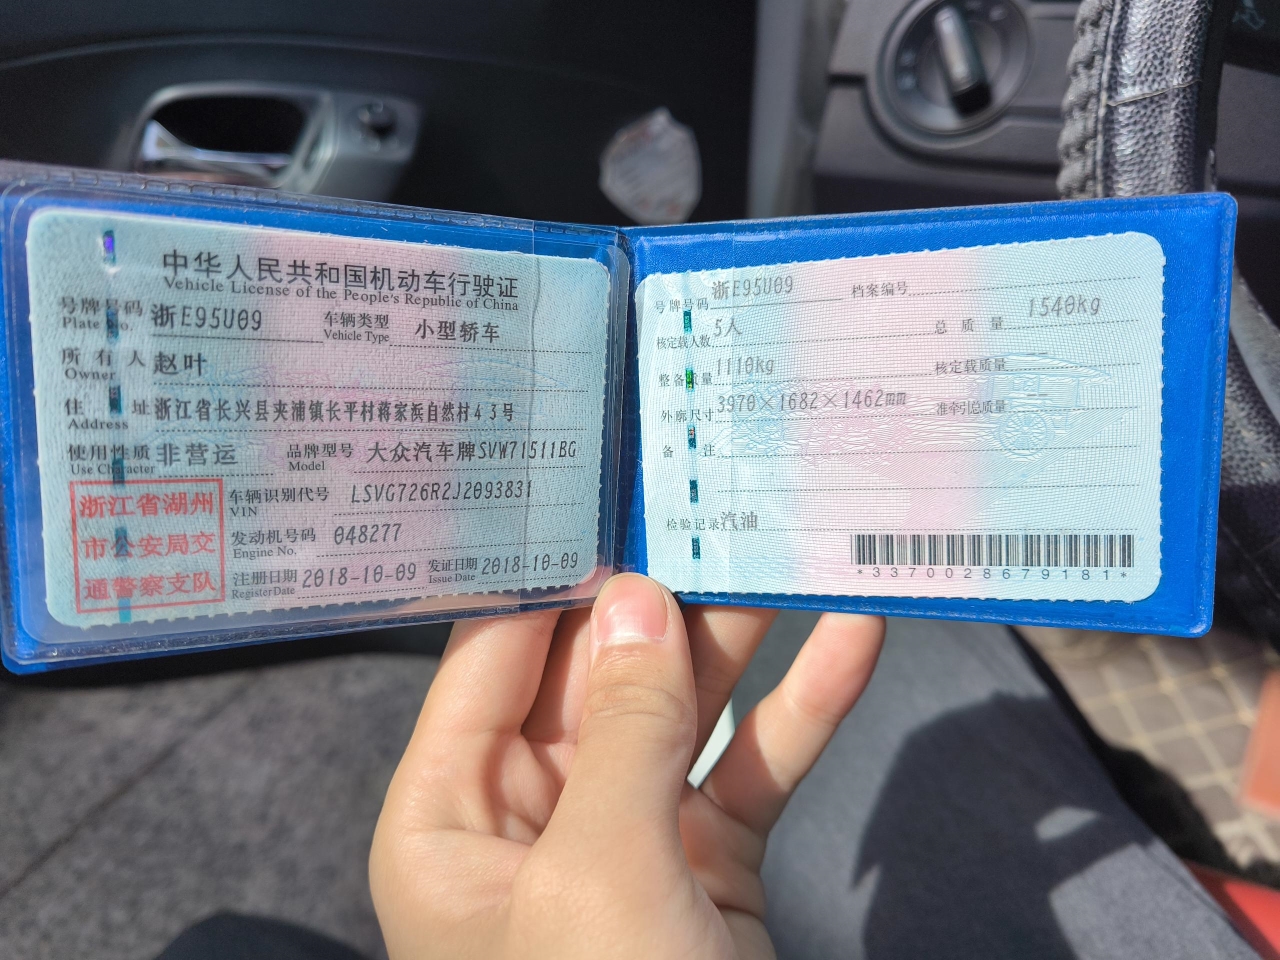 中华人民共和国机动车行驶证
Vehicle License of the People's Republic of China
号牌号码 浙E95U09 车辆类型 小型轿车
Plate No. Vehicle Type
所有人 赵叶
Owner
住址 浙江省长兴县夹浦镇长平村蒋家浜自然村43号
Address
使用性质 非营运 品牌型号 大众汽车牌SVW71511BG
Use Character Model
浙江省湖州
市公安局交
通警察支队
车辆识别代号 LSVG726R2J2093831
VIN
发动机号码 048277
Engine No.
注册日期 2018-10-09 发证日期 2018-10-09
Register Date Issue Date
号牌号码 浙E95U09 档案编号
核定载人数 5人 总质量 1540kg
整备质量 1110kg 核定载质量
外廓尺寸 3970×1682×1462mm 准牵引总质量
备注
检验记录 汽油
*3370028679181*